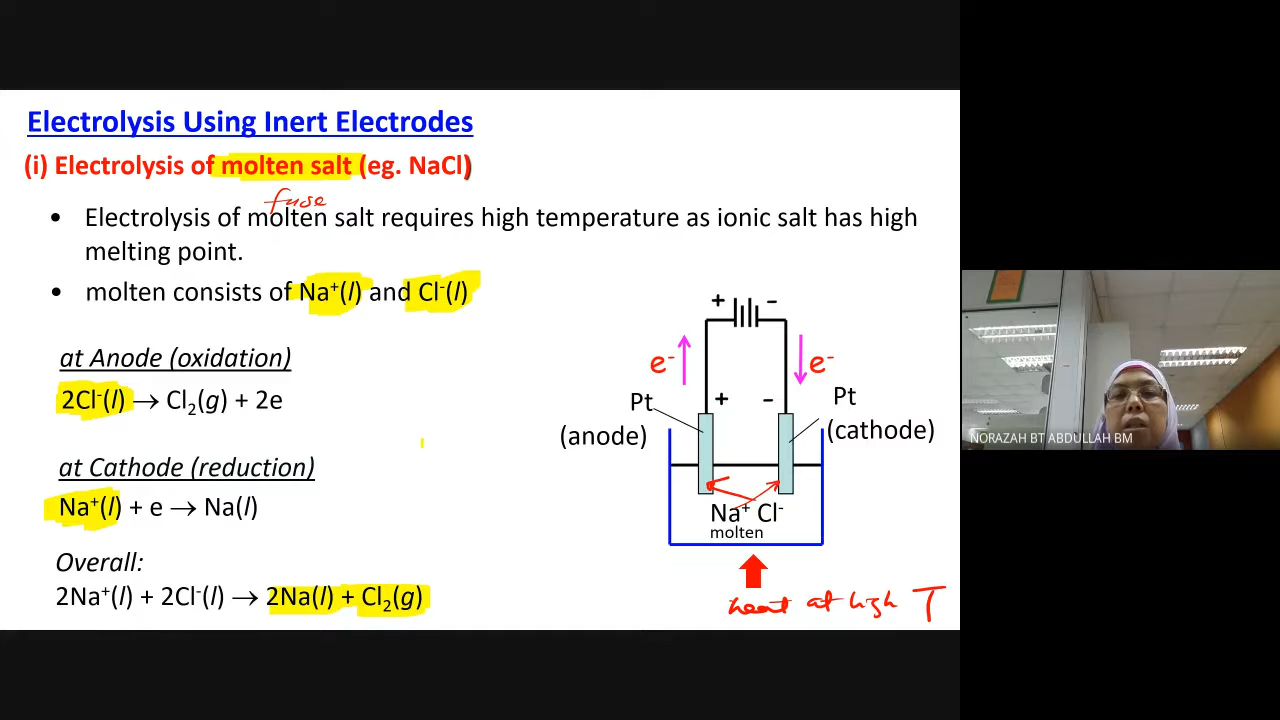 Electrolysis Using Inert Electrodes
(i) Electrolysis of molten salt (eg. NaCl)
fuse
• Electrolysis of molten salt requires high temperature as ionic salt has high
melting point.
• molten consists of Na⁺(l) and Cl⁻(l)
at Anode (oxidation)
2Cl⁻(l) → Cl₂(g) + 2e
at Cathode (reduction)
Na⁺(l) + e → Na(l)
Overall:
2Na⁺(l) + 2Cl⁻(l) → 2Na(l) + Cl₂(g)
+ -
e⁻ e⁻
Pt + - Pt
(anode) (cathode)
Na⁺ Cl⁻
molten
heat at high T
NORAZAH BT ABDULLAH BM